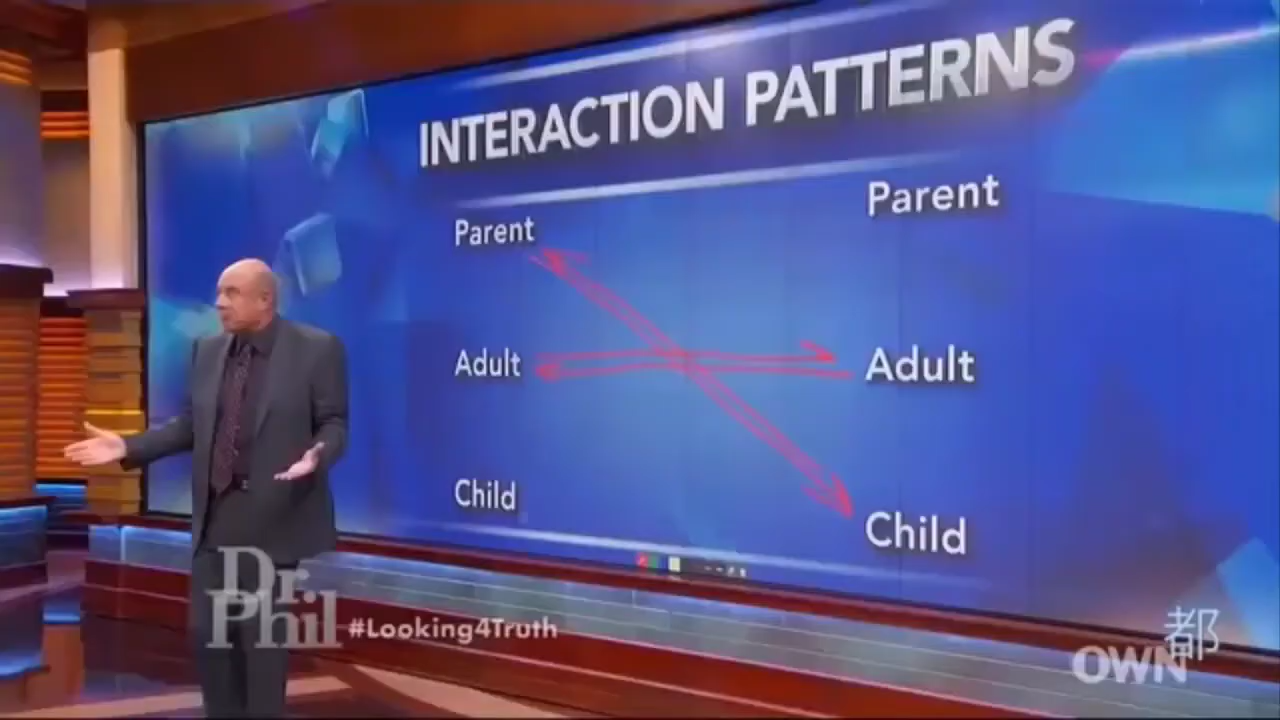 INTERACTION PATTERNS
Parent Parent
Adult Adult
Child Child
Dr.
Phil #Looking4Truth
都
OWN